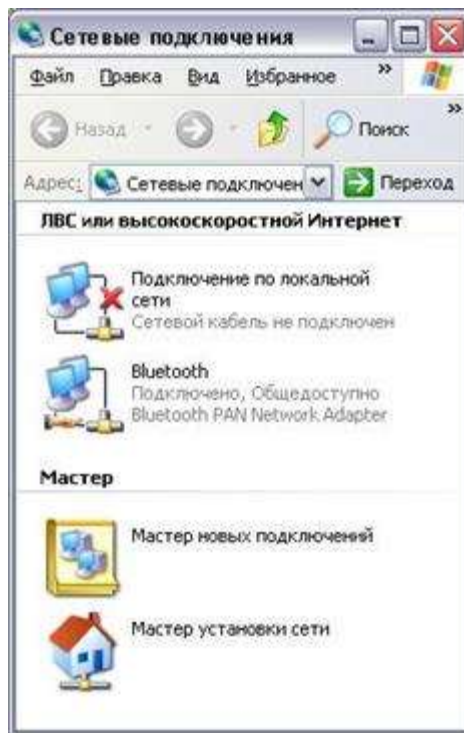 Сетевые подключения
Файл Правка Вид Избранное »
Назад Поиск »
Адрес: Сетевые подключен Переход
ЛВС или высокоскоростной Интернет
Подключение по локальной
сети
Сетевой кабель не подключен
Bluetooth
Подключено, Общедоступно
Bluetooth PAN Network Adapter
Мастер
Мастер новых подключений
Мастер установки сети